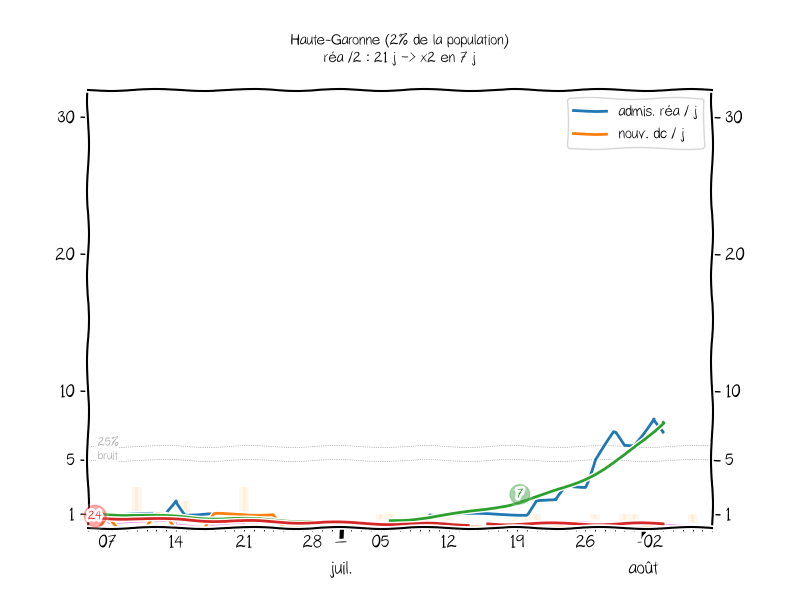 Haute-Garonne (2% de la population)
réa /2 : 21 j -> x2 en 7 j
admis. réa / j
nouv. dc / j
30
30
20
20
10
10
25%
bruit
5
5
7
24
1
1
07 14 21 28 05 12 19 26 02
juil. août